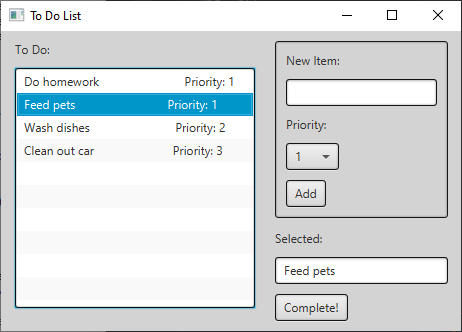 To Do List
To Do:
Do homework Priority: 1
Feed pets Priority: 1
Wash dishes Priority: 2
Clean out car Priority: 3
New Item:
Priority:
1
Add
Selected:
Feed pets
Complete!